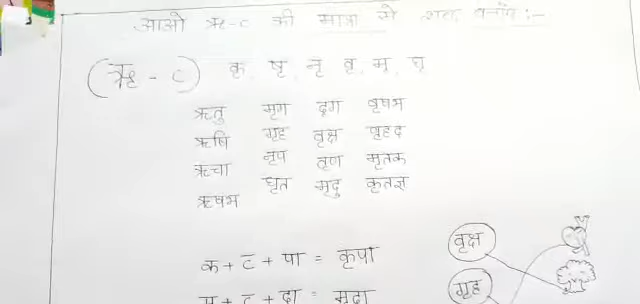 आओ ऋ-ृ की मात्रा से शब्द बनाएँ :-
(ऋ - ृ) कृ, षृ, नृ, वृ, मृ, घृ
ऋतु मृग दृग वृषभ
ऋषि गृह वृक्ष वृहद
ऋचा नृप तृण मृतक
ऋषभ घृत मृदु कृतज्ञ
क + ृ + पा = कृपा
वृक्ष
म + ृ + दा = मृदा
गृह